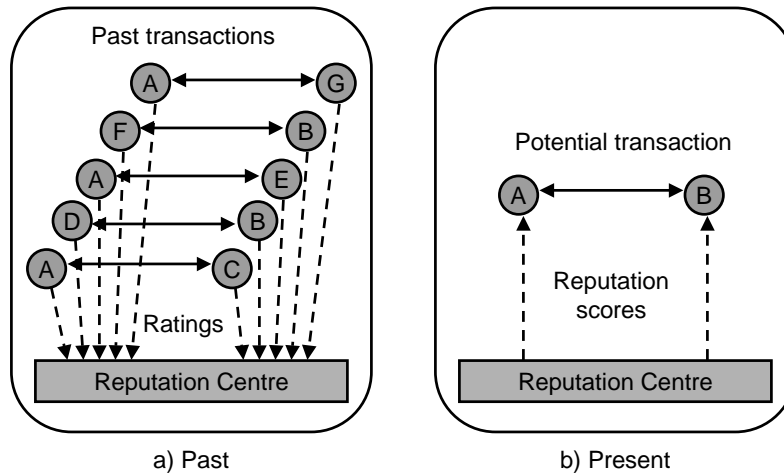 Past transactions
A G
F B
A E
D B
A C
Ratings
Reputation Centre
a) Past
Potential transaction
A B
Reputation
scores
Reputation Centre
b) Present